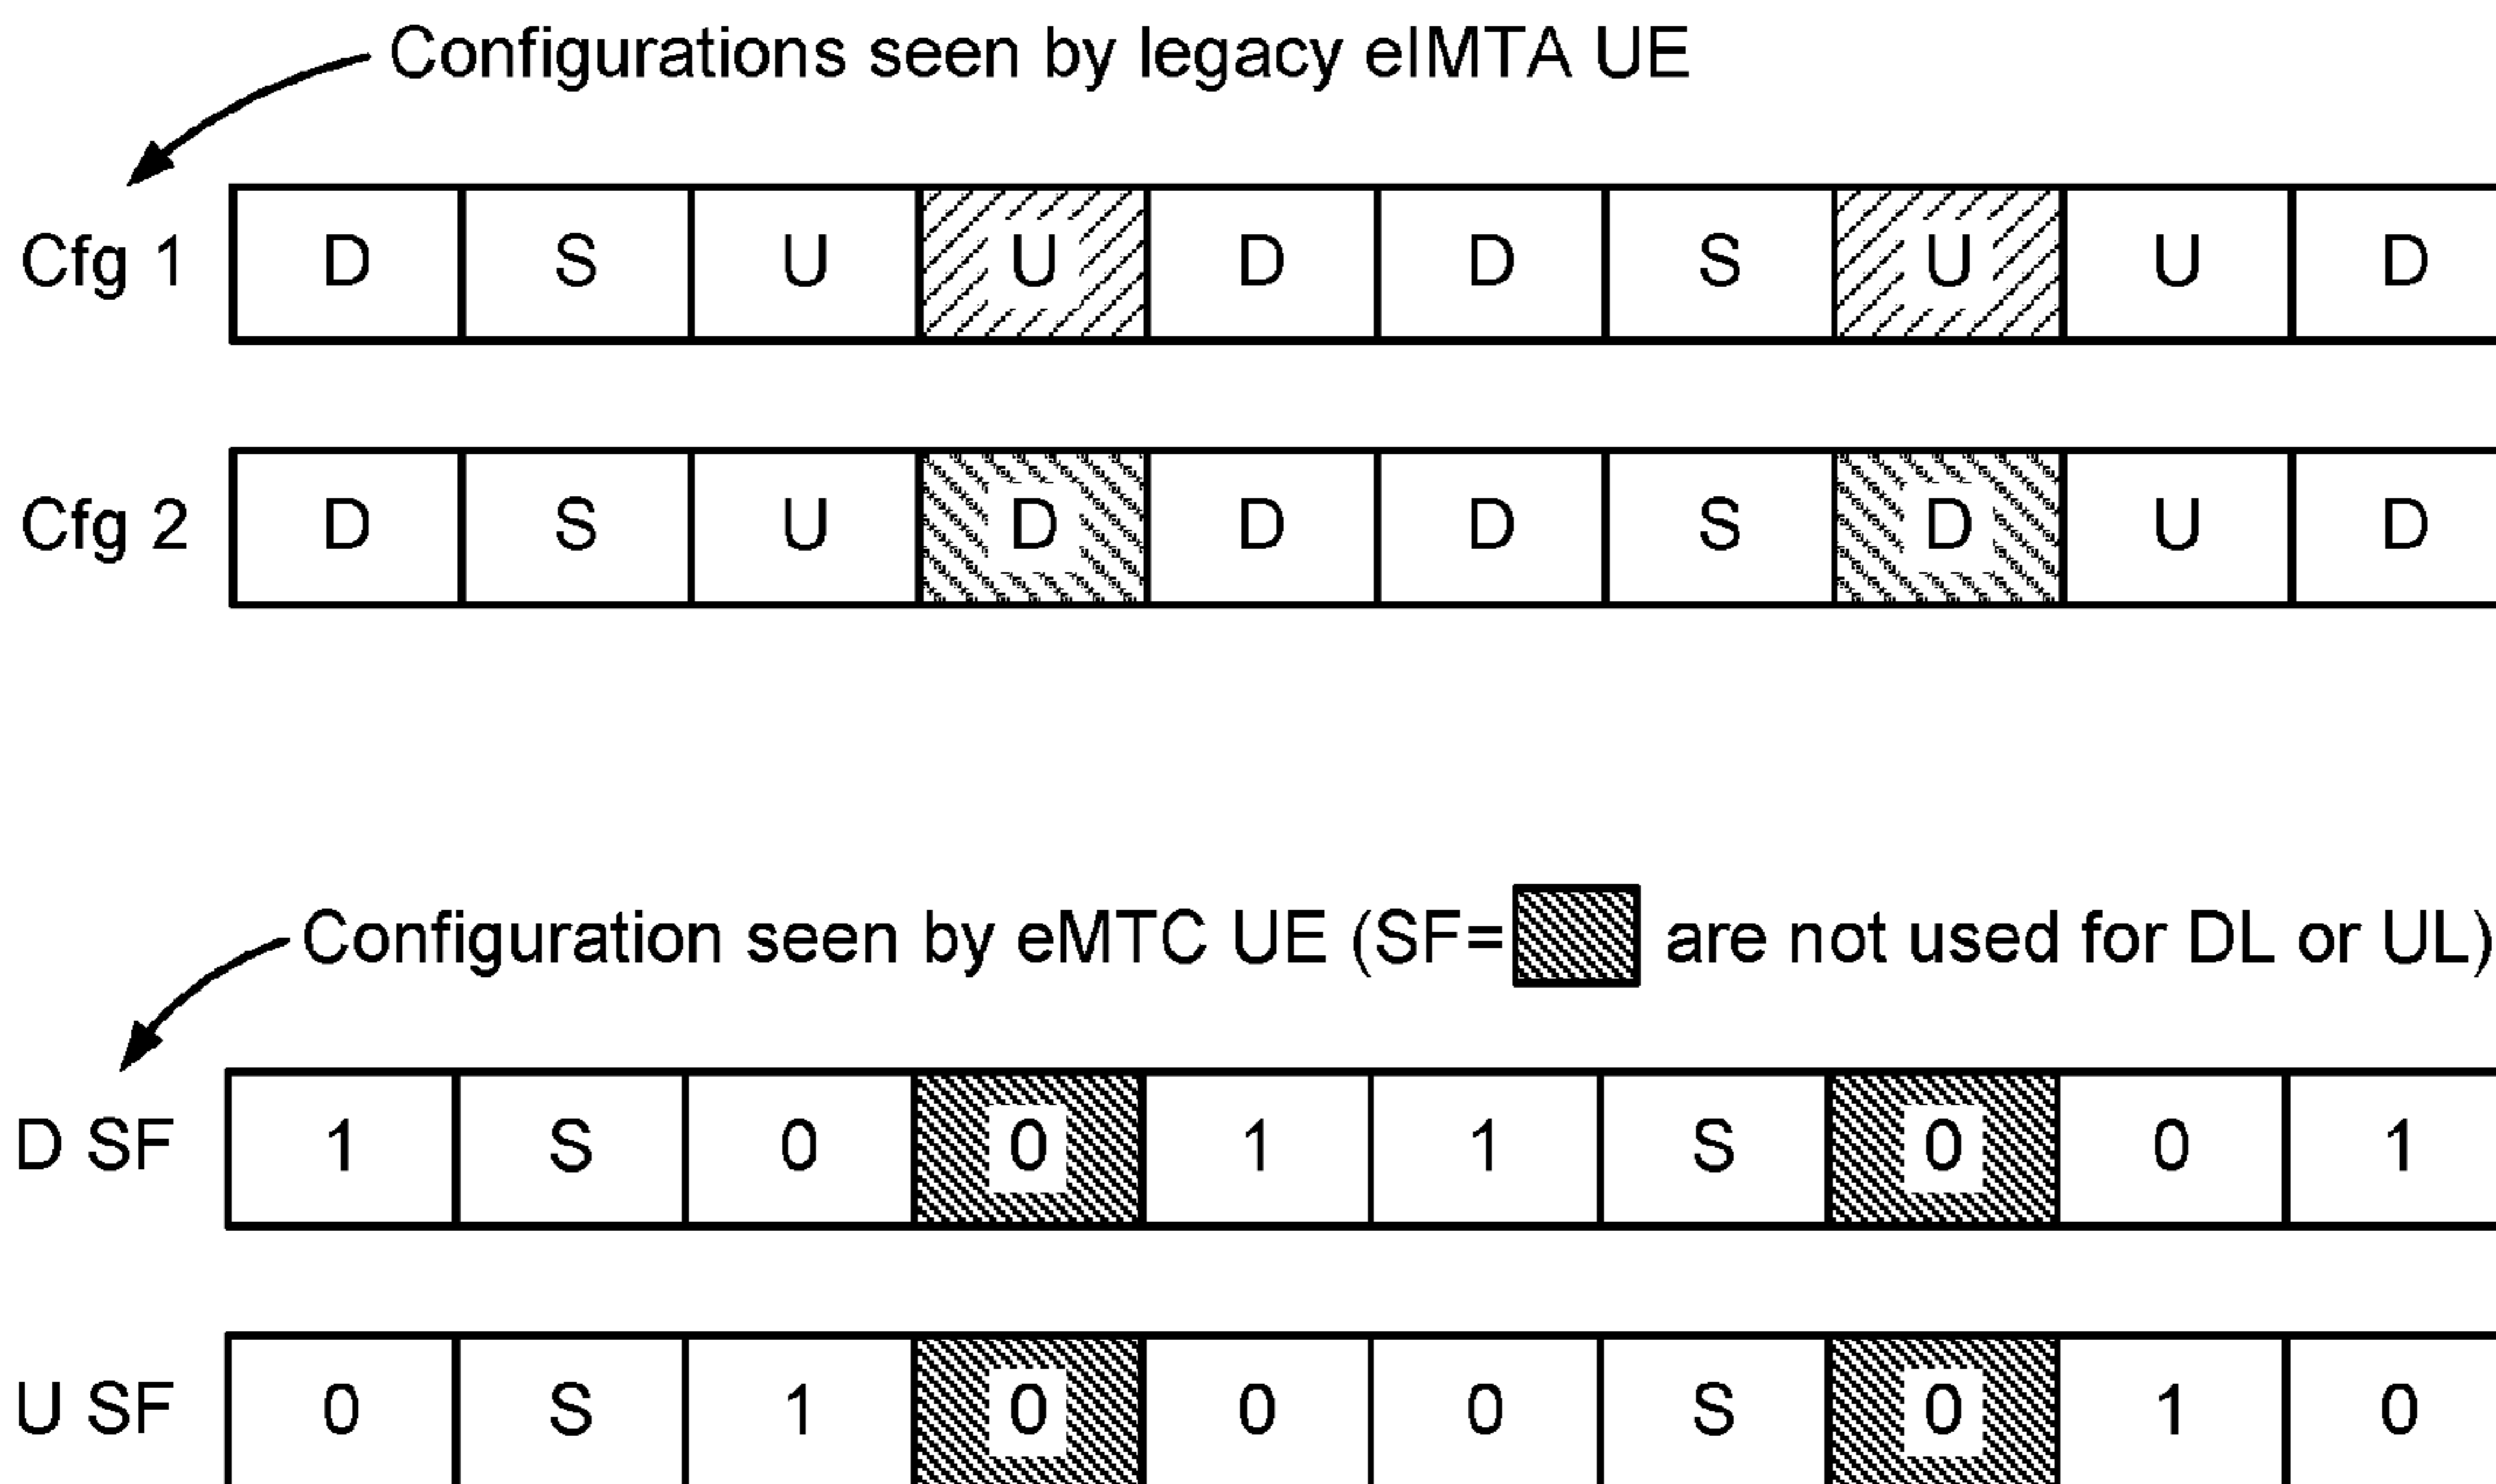 Configurations seen by legacy eIMTA UE
Cfg 1 D S U U D D S U U D
Cfg 2 D S U D D D S D U D
Configuration seen by eMTC UE (SF= are not used for DL or UL)
D SF 1 S 0 0 1 1 S 0 0 1
U SF 0 S 1 0 0 0 S 0 1 0